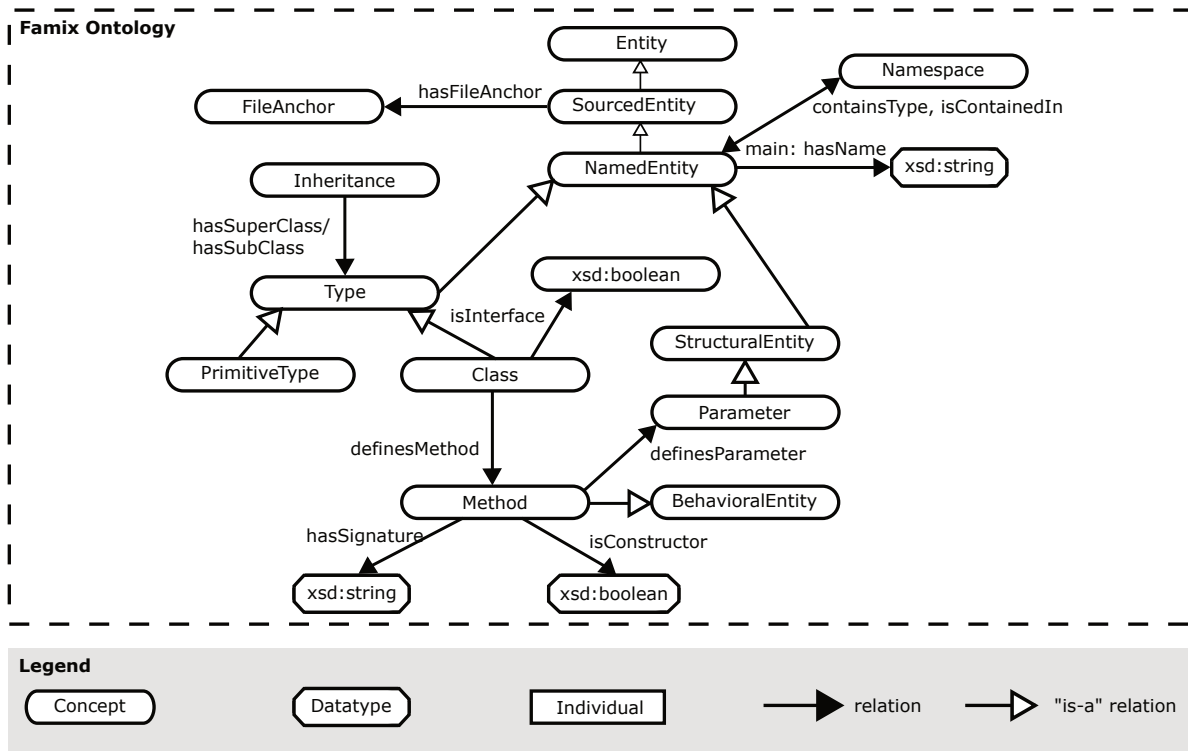 Famix Ontology
Entity
Namespace
hasFileAnchor
FileAnchor
SourcedEntity
containsType, isContainedIn
main: hasName
NamedEntity
xsd:string
Inheritance
hasSuperClass/
hasSubClass
xsd:boolean
Type
isInterface
StructuralEntity
PrimitiveType
Class
Parameter
definesMethod
definesParameter
Method
BehavioralEntity
hasSignature
isConstructor
xsd:string
xsd:boolean
Legend
Concept
Datatype
Individual
relation
"is-a" relation